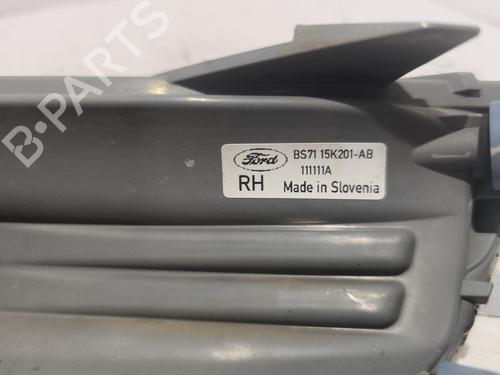 B-PARTS
Ford
BS71 15K201-AB
111111A
RH Made in Slovenia